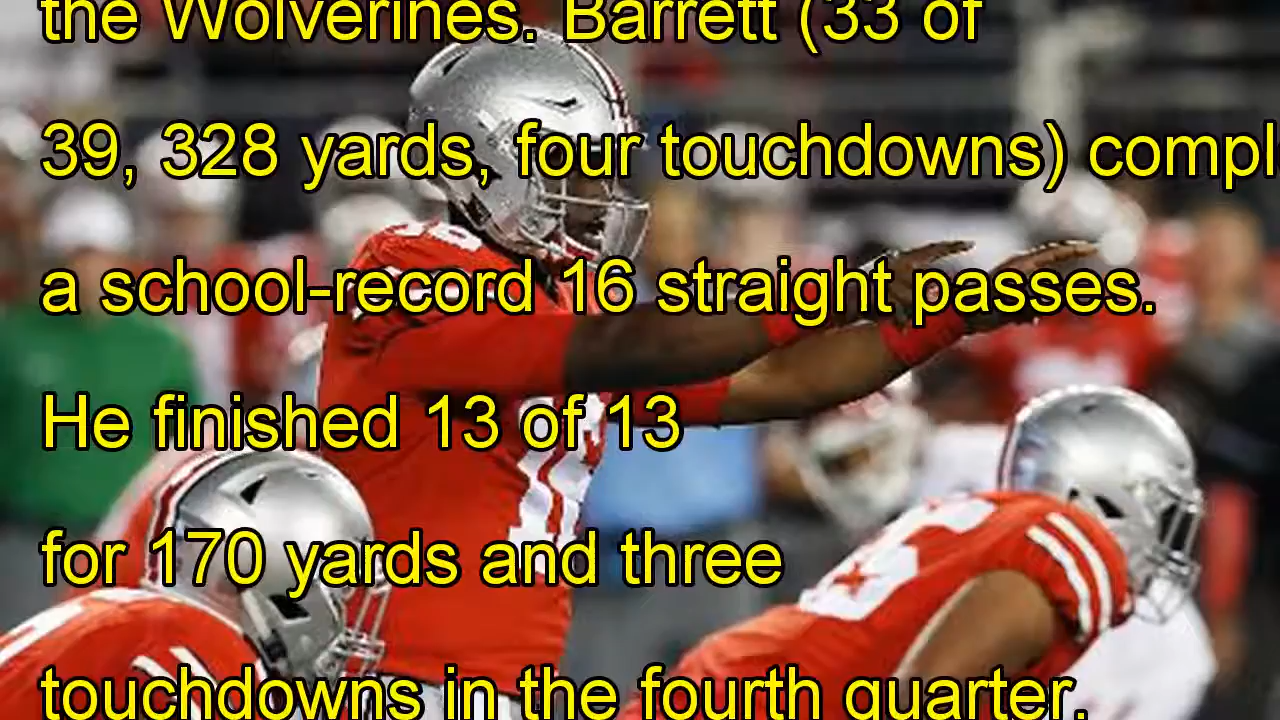 the Wolverines. Barrett (33 of
39, 328 yards, four touchdowns) compl
a school-record 16 straight passes.
He finished 13 of 13
for 170 yards and three
touchdowns in the fourth quarter.